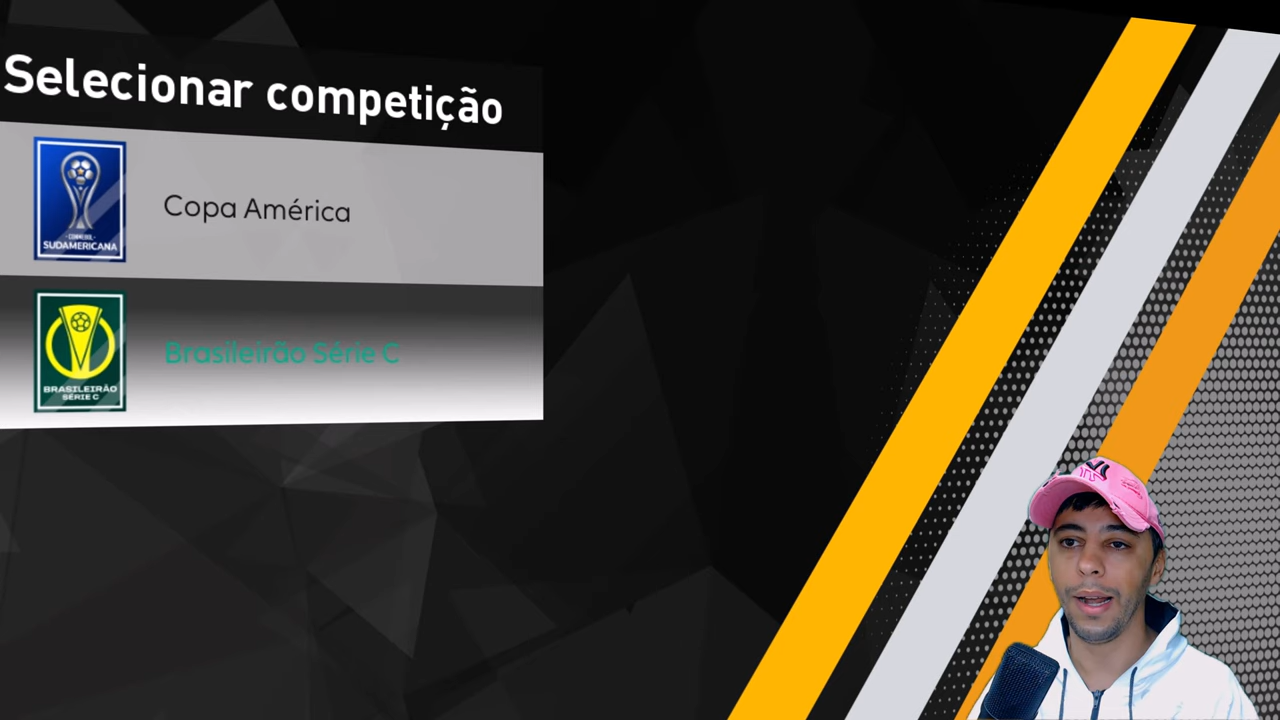 Selecionar competição
CONMEBOL
SUDAMERICANA
Copa América
BRASILEIRÃO
SÉRIE C
Brasileirão Série C